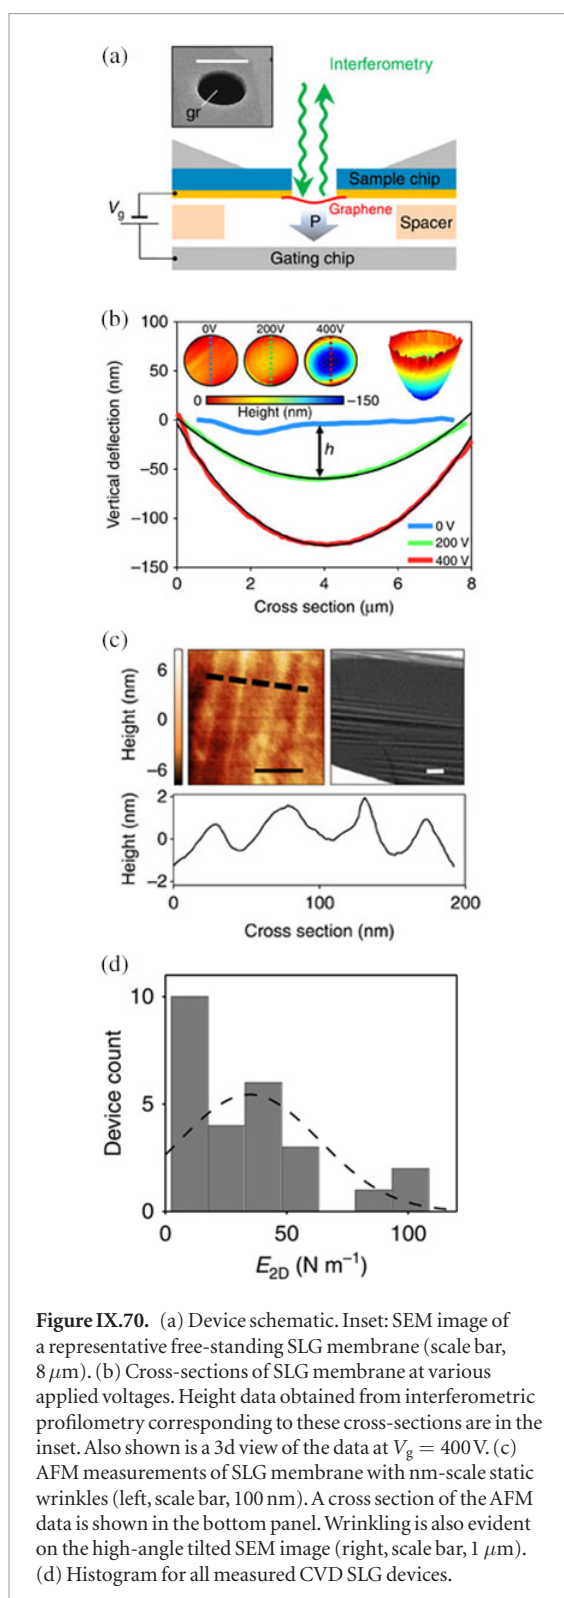 (a)
Interferometry
gr
Sample chip
Vg
Graphene
P
Spacer
Gating chip
(b)
100
50
0
−50
−100
−150
Vertical deflection (nm)
0V
200V
400V
0
−150
Height (nm)
h
0 V
200 V
400 V
0
2
4
6
8
Cross section (μm)
(c)
6
0
−6
Height (nm)
2
0
−2
Height (nm)
0
100
200
Cross section (nm)
(d)
10
5
0
Device count
0
50
100
E2D (N m−1)
Figure IX.70. (a) Device schematic. Inset: SEM image of
a representative free-standing SLG membrane (scale bar,
8 μm). (b) Cross-sections of SLG membrane at various
applied voltages. Height data obtained from interferometric
profilometry corresponding to these cross-sections are in the
inset. Also shown is a 3d view of the data at Vg = 400 V. (c)
AFM measurements of SLG membrane with nm-scale static
wrinkles (left, scale bar, 100 nm). A cross section of the AFM
data is shown in the bottom panel. Wrinkling is also evident
on the high-angle tilted SEM image (right, scale bar, 1 μm).
(d) Histogram for all measured CVD SLG devices.